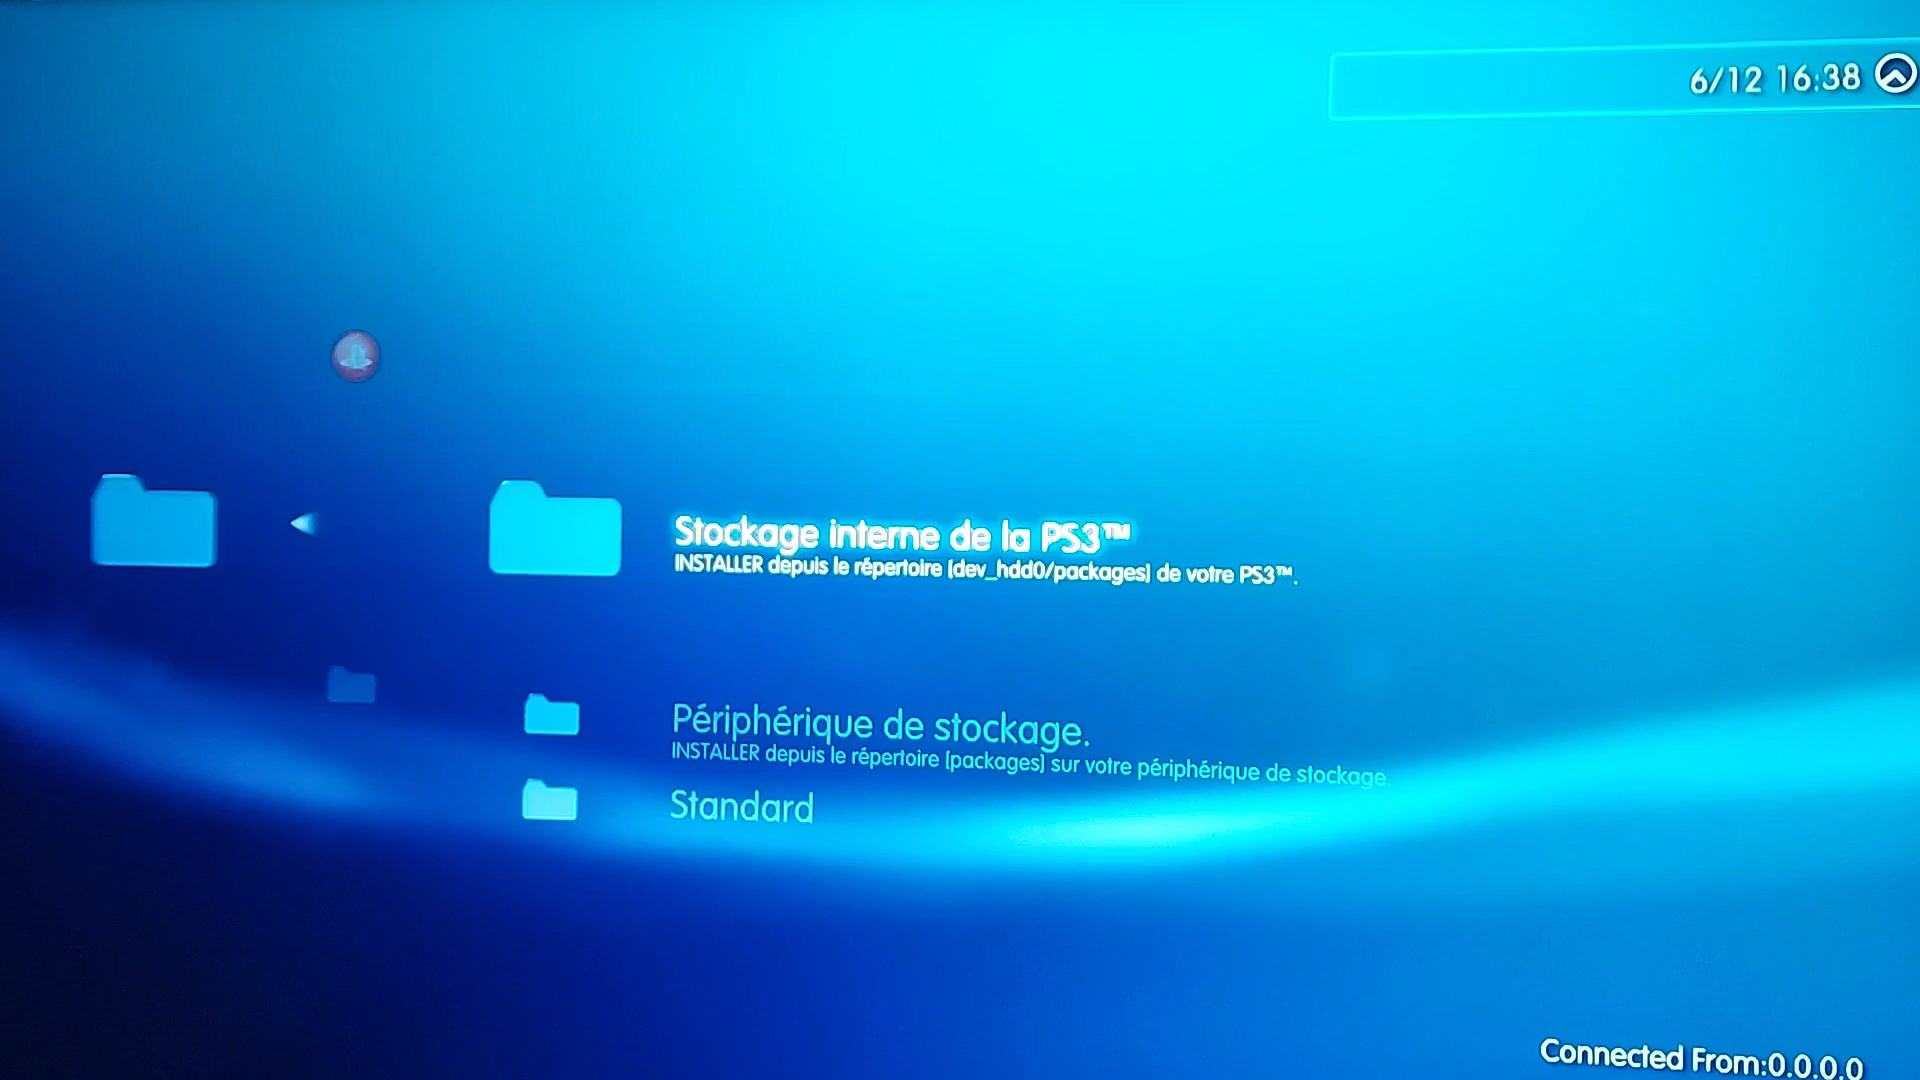 6/12 16:38
Stockage interne de la PS3™
INSTALLER depuis le répertoire [dev_hdd0/packages] de votre PS3™.
Périphérique de stockage.
INSTALLER depuis le répertoire [packages] sur votre périphérique de stockage.
Standard
Connected From:0.0.0.0